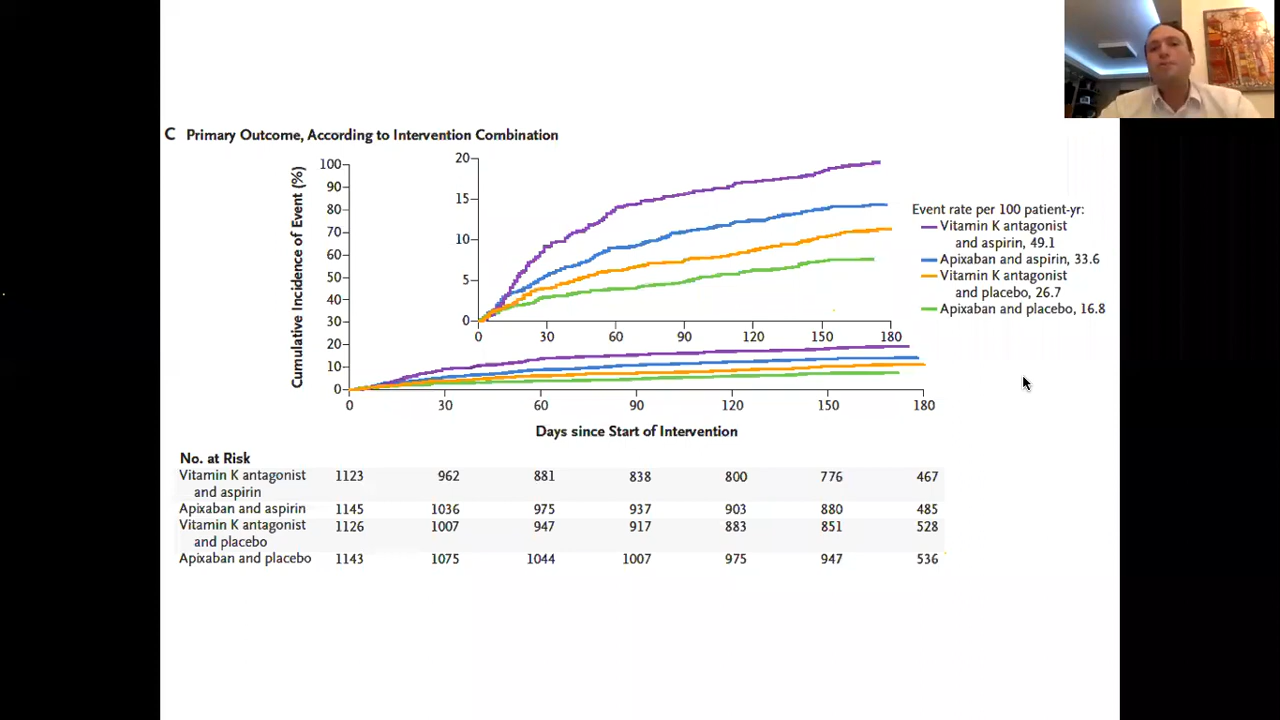 C Primary Outcome, According to Intervention Combination
Cumulative Incidence of Event (%)
100
90
80
70
60
50
40
30
20
10
0
20
15
10
5
0
0 30 60 90 120 150 180
0 30 60 90 120 150 180
Days since Start of Intervention
Event rate per 100 patient-yr:
Vitamin K antagonist
and aspirin, 49.1
Apixaban and aspirin, 33.6
Vitamin K antagonist
and placebo, 26.7
Apixaban and placebo, 16.8
No. at Risk
Vitamin K antagonist 1123 962 881 838 800 776 467
and aspirin
Apixaban and aspirin 1145 1036 975 937 903 880 485
Vitamin K antagonist 1126 1007 947 917 883 851 528
and placebo
Apixaban and placebo 1143 1075 1044 1007 975 947 536